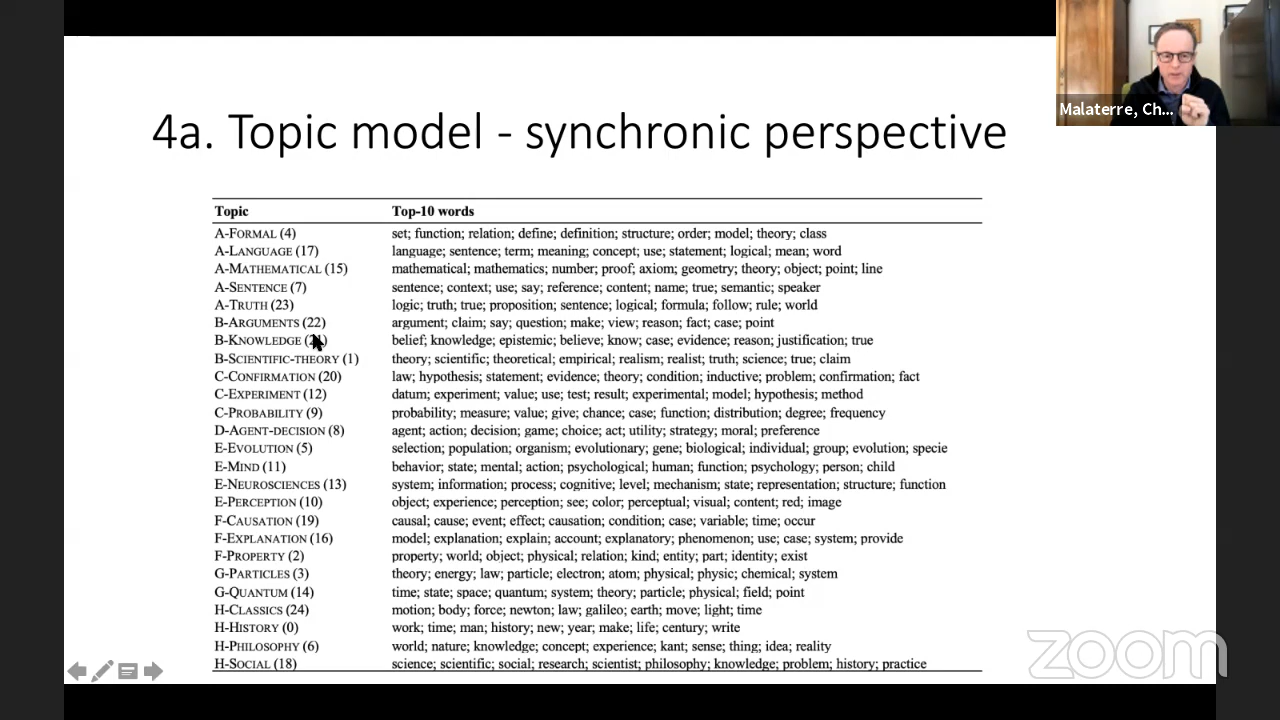 Malaterre, Ch...
4a. Topic model - synchronic perspective
Topic Top-10 words
A-FORMAL (4) set; function; relation; define; definition; structure; order; model; theory; class
A-LANGUAGE (17) language; sentence; term; meaning; concept; use; statement; logical; mean; word
A-MATHEMATICAL (15) mathematical; mathematics; number; proof; axiom; geometry; theory; object; point; line
A-SENTENCE (7) sentence; context; use; say; reference; content; name; true; semantic; speaker
A-TRUTH (23) logic; truth; true; proposition; sentence; logical; formula; follow; rule; world
B-ARGUMENTS (22) argument; claim; say; question; make; view; reason; fact; case; point
B-KNOWLEDGE belief; knowledge; epistemic; believe; know; case; evidence; reason; justification; true
B-SCIENTIFIC-THEORY (1) theory; scientific; theoretical; empirical; realism; realist; truth; science; true; claim
C-CONFIRMATION (20) law; hypothesis; statement; evidence; theory; condition; inductive; problem; confirmation; fact
C-EXPERIMENT (12) datum; experiment; value; use; test; result; experimental; model; hypothesis; method
C-PROBABILITY (9) probability; measure; value; give; chance; case; function; distribution; degree; frequency
D-AGENT-DECISION (8) agent; action; decision; game; choice; act; utility; strategy; moral; preference
E-EVOLUTION (5) selection; population; organism; evolutionary; gene; biological; individual; group; evolution; specie
E-MIND (11) behavior; state; mental; action; psychological; human; function; psychology; person; child
E-NEUROSCIENCES (13) system; information; process; cognitive; level; mechanism; state; representation; structure; function
E-PERCEPTION (10) object; experience; perception; see; color; perceptual; visual; content; red; image
F-CAUSATION (19) causal; cause; event; effect; causation; condition; case; variable; time; occur
F-EXPLANATION (16) model; explanation; explain; account; explanatory; phenomenon; use; case; system; provide
F-PROPERTY (2) property; world; object; physical; relation; kind; entity; part; identity; exist
G-PARTICLES (3) theory; energy; law; particle; electron; atom; physical; physic; chemical; system
G-QUANTUM (14) time; state; space; quantum; system; theory; particle; physical; field; point
H-CLASSICS (24) motion; body; force; newton; law; galileo; earth; move; light; time
H-HISTORY (0) work; time; man; history; new; year; make; life; century; write
H-PHILOSOPHY (6) world; nature; knowledge; concept; experience; kant; sense; thing; idea; reality
H-SOCIAL (18) science; scientific; social; research; scientist; philosophy; knowledge; problem; history; practice
zoom